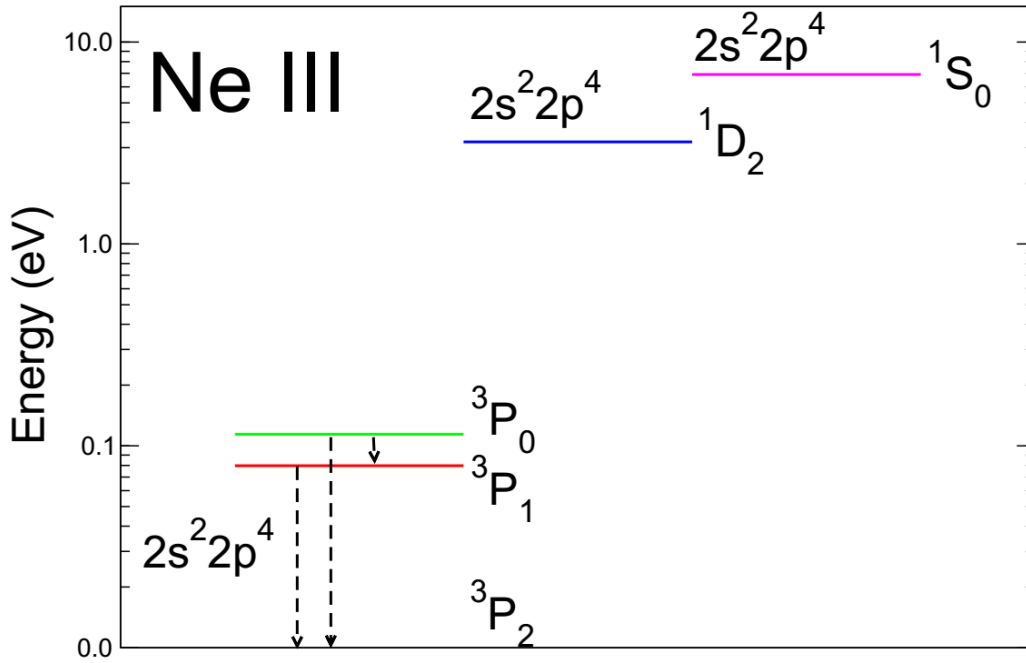 Energy (eV)
10.0
1.0
0.1
0.0
Ne III
2s²2p⁴
¹S₀
2s²2p⁴
¹D₂
³P₀
³P₁
2s²2p⁴
³P₂